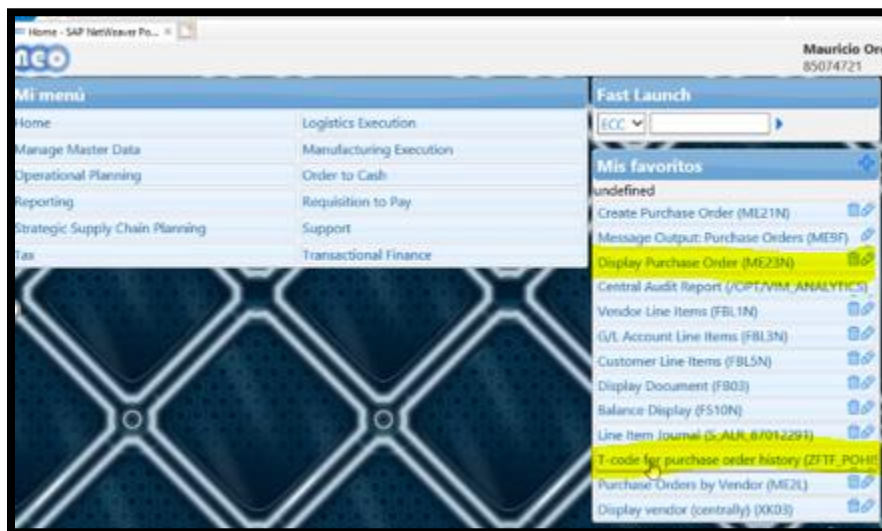 Home - SAP NetWeaver Po...
neo
Mauricio Ore
85074721
Mi menú
Home
Logistics Execution
Manage Master Data
Manufacturing Execution
Operational Planning
Order to Cash
Reporting
Requisition to Pay
Strategic Supply Chain Planning
Support
Tax
Transactional Finance
Fast Launch
ECC
Mis favoritos
undefined
Create Purchase Order (ME21N)
Message Output: Purchase Orders (ME9F)
Display Purchase Order (ME23N)
Central Audit Report (/OPT/VIM_ANALYTICS)
Vendor Line Items (FBL1N)
G/L Account Line Items (FBL3N)
Customer Line Items (FBL5N)
Display Document (FB03)
Balance Display (FS10N)
Line Item Journal (S_ALR_87012291)
T-code for purchase order history (ZFTF_POHIS
Purchase Orders by Vendor (ME2L)
Display vendor (centrally) (XK03)